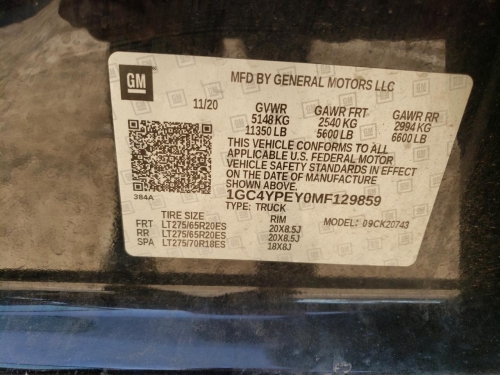 GM
MFD BY GENERAL MOTORS LLC
11/20 GVWR GAWR FRT GAWR RR
5148 KG 2540 KG 2994 KG
11350 LB 5600 LB 6600 LB
THIS VEHICLE CONFORMS TO ALL
APPLICABLE U.S. FEDERAL MOTOR
VEHICLE SAFETY STANDARDS IN EFFECT
ON THE DATE OF MANUFACTURE
SHOWN ABOVE.
384A
1GC4YPEY0MF129859
TYPE: TRUCK MODEL: 09CK20743
TIRE SIZE RIM
FRT LT275/65R20ES 20X8.5J
RR LT275/65R20ES 20X8.5J
SPA LT275/70R18ES 18X8J